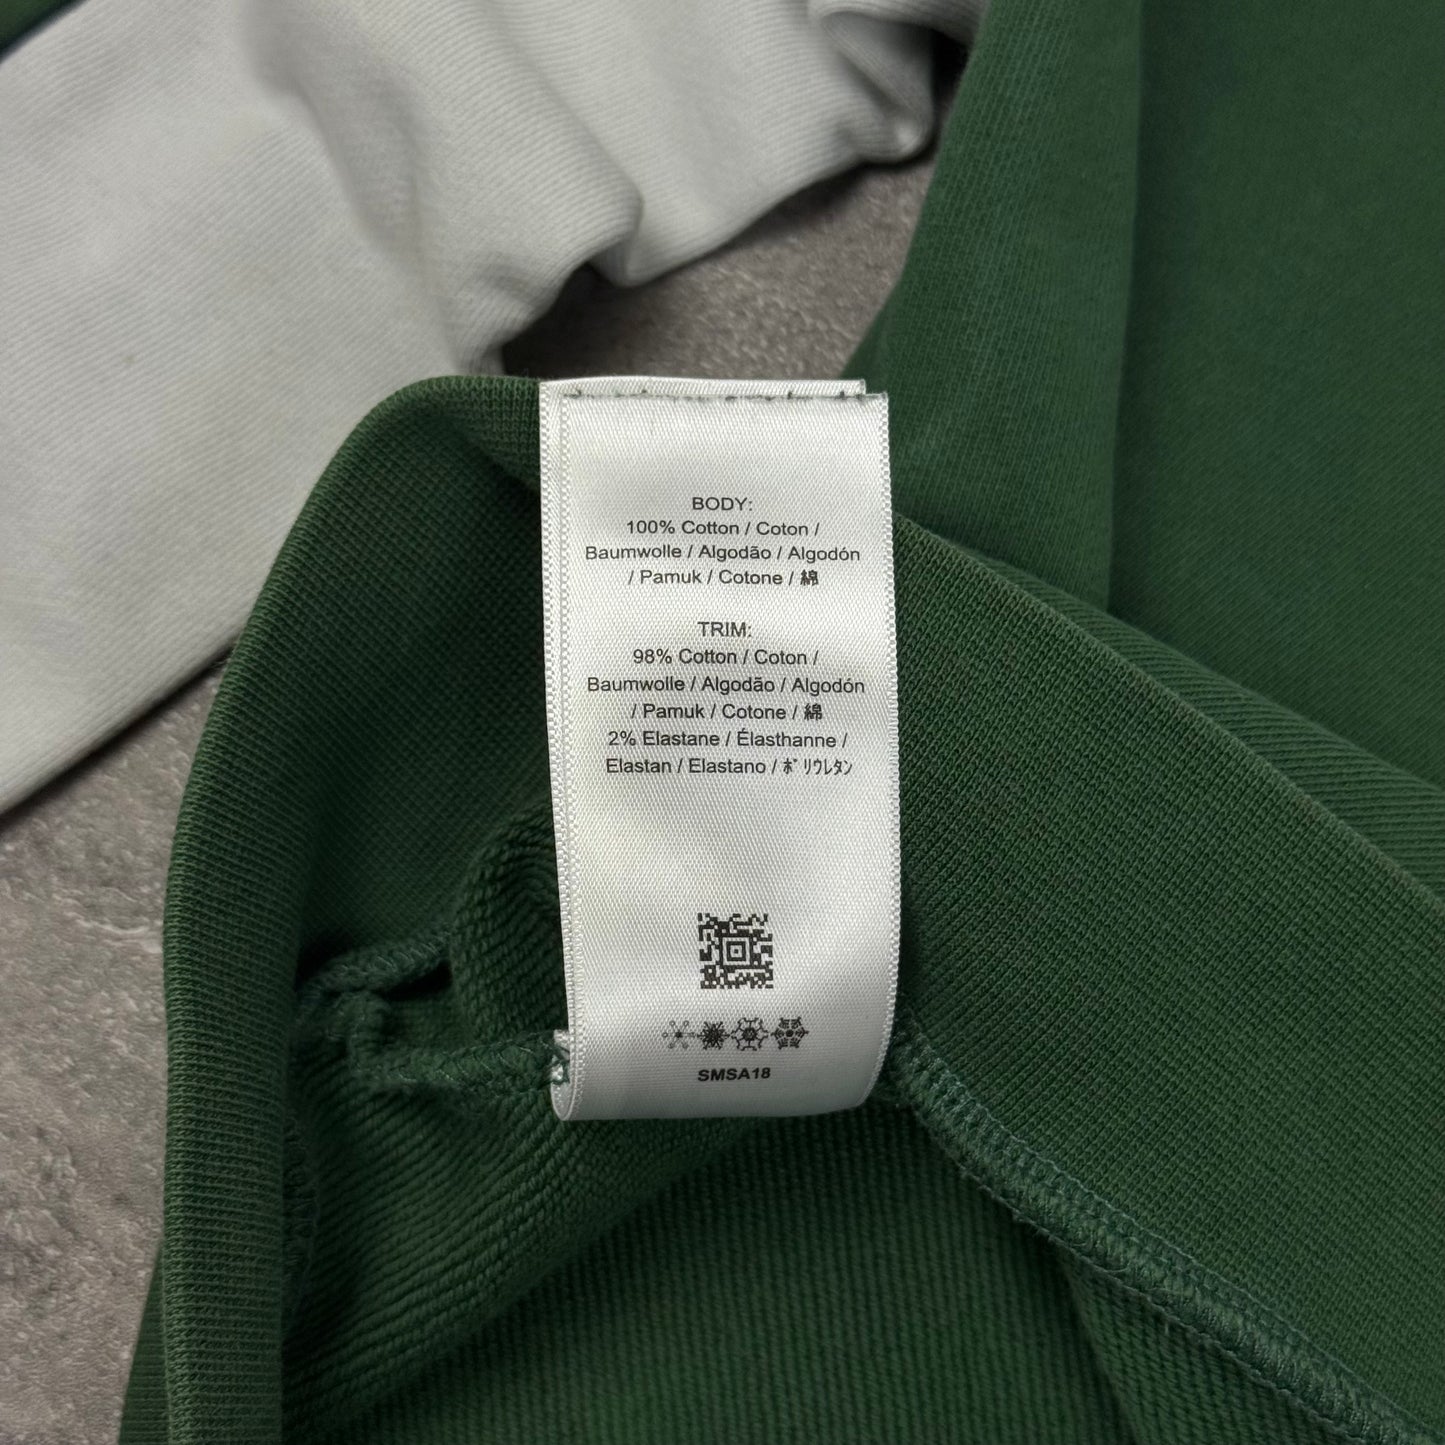 BODY:
100% Cotton / Coton /
Baumwolle / Algodão / Algodón
/ Pamuk / Cotone / 綿
TRIM:
98% Cotton / Coton /
Baumwolle / Algodão / Algodón
/ Pamuk / Cotone / 綿
2% Elastane / Élasthanne /
Elastan / Elastano / ﾎﾟﾘｳﾚﾀﾝ
SMSA18